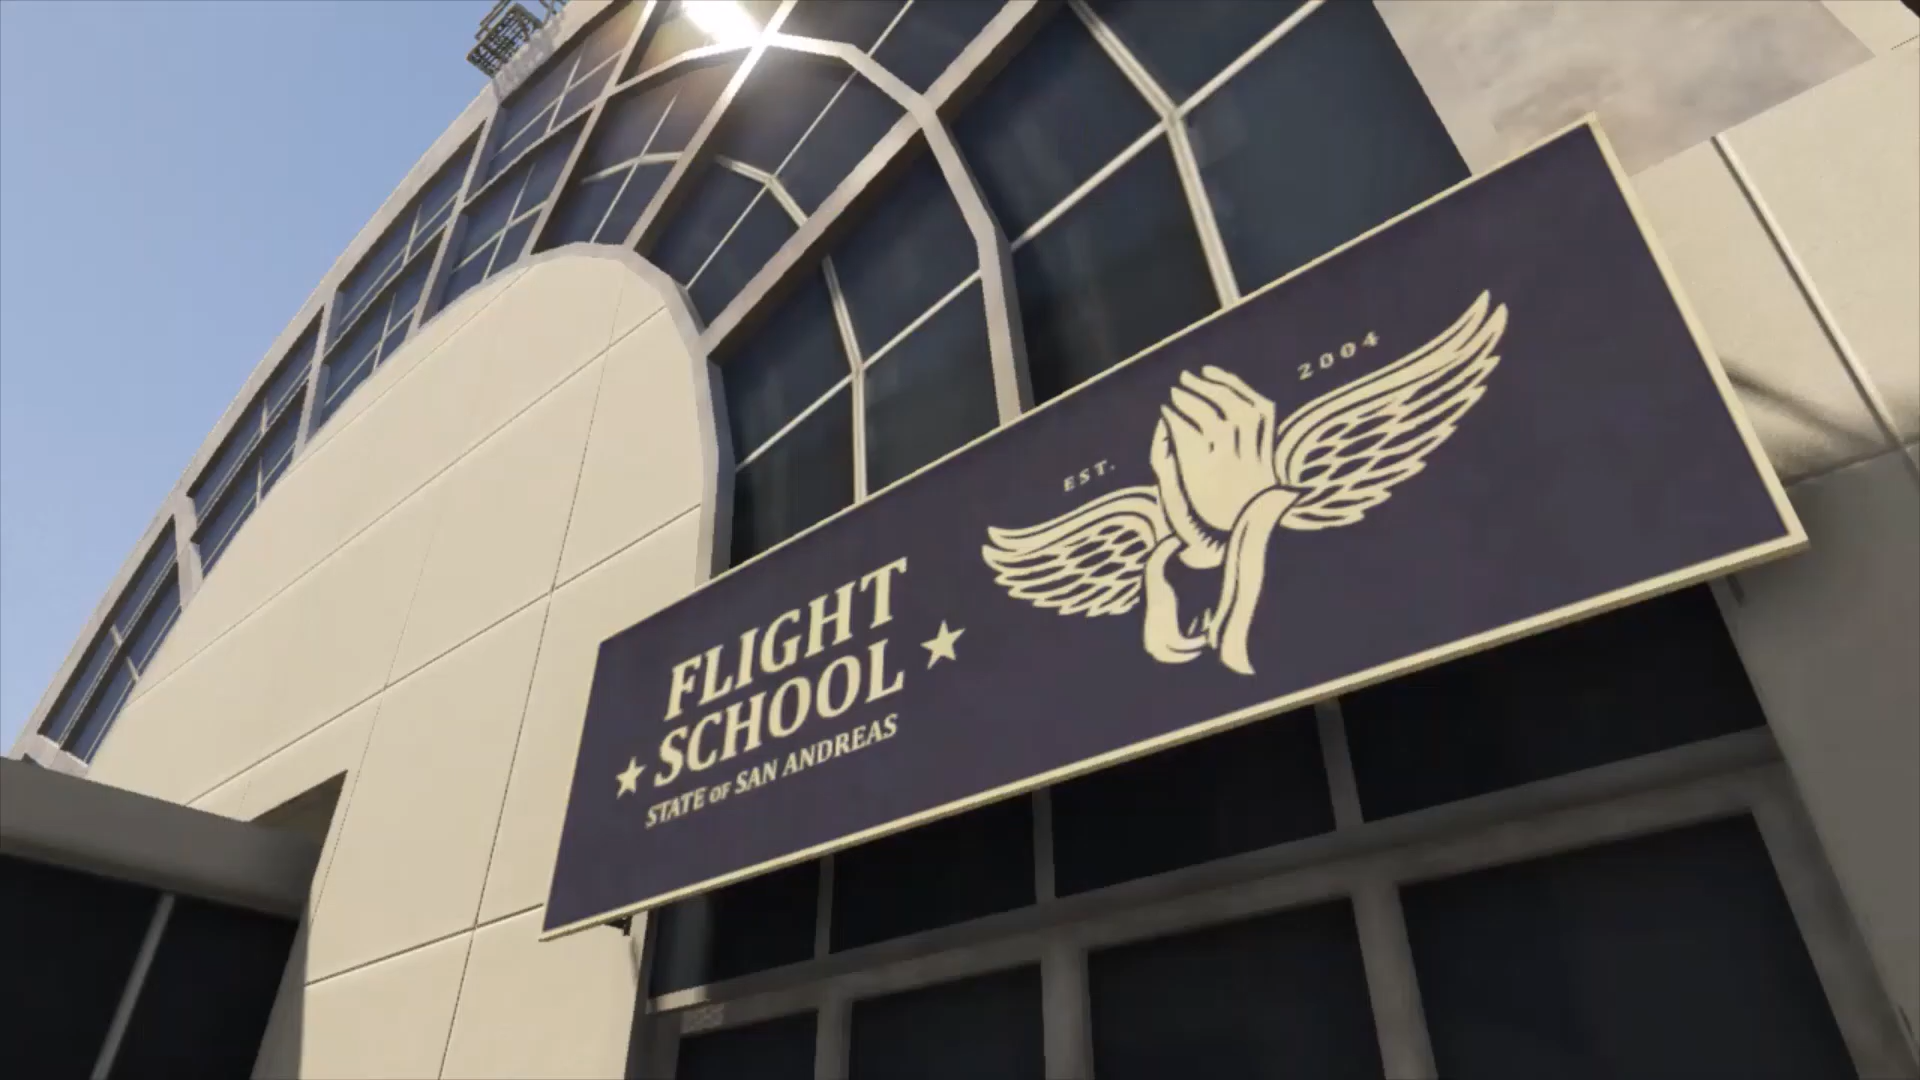 FLIGHT
SCHOOL
STATE OF SAN ANDREAS
EST.
2004